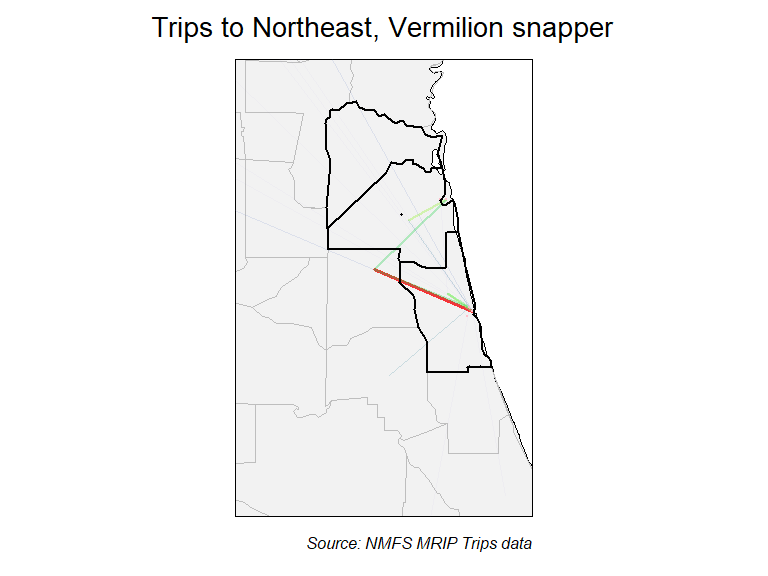 Trips to Northeast, Vermilion snapper
Source: NMFS MRIP Trips data